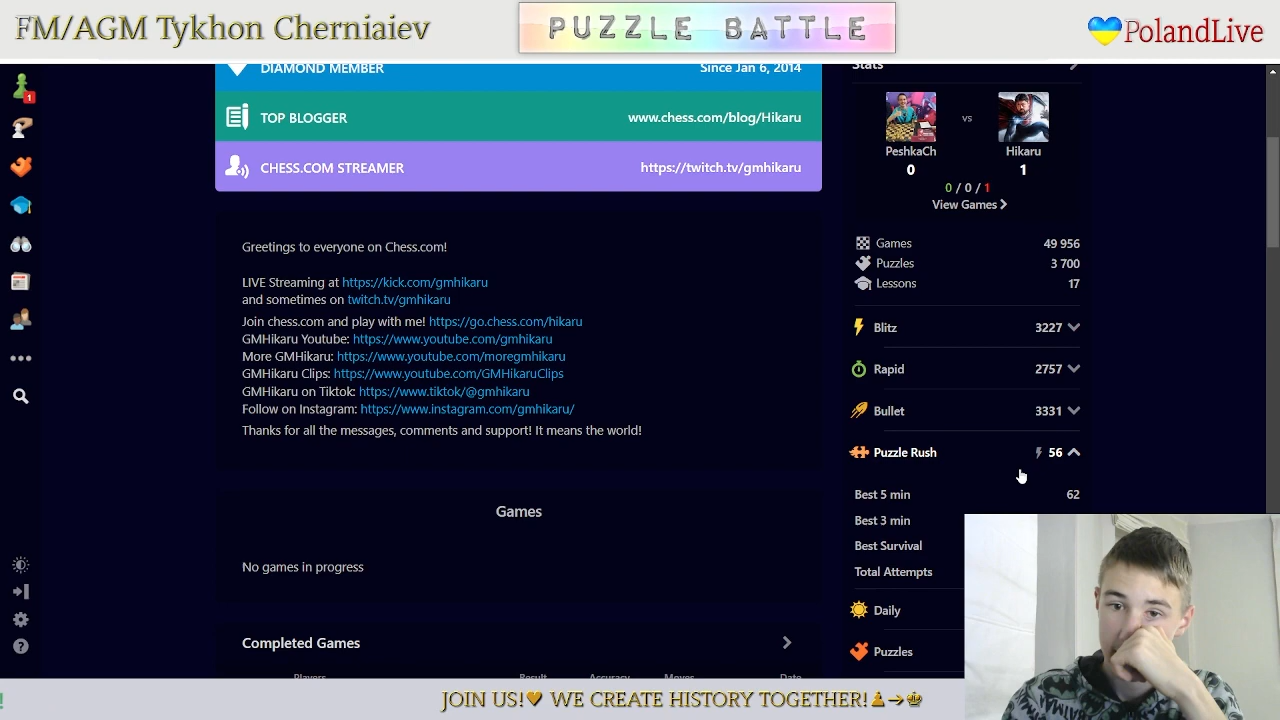 FM/AGM Tykhon Cherniaiev
PUZZLE BATTLE
PolandLive
1
DIAMOND MEMBER Since Jan 6, 2014
TOP BLOGGER www.chess.com/blog/Hikaru
CHESS.COM STREAMER https://twitch.tv/gmhikaru
Greetings to everyone on Chess.com!
LIVE Streaming at https://kick.com/gmhikaru
and sometimes on twitch.tv/gmhikaru
Join chess.com and play with me! https://go.chess.com/hikaru
GMHikaru Youtube: https://www.youtube.com/gmhikaru
More GMHikaru: https://www.youtube.com/moregmhikaru
GMHikaru Clips: https://www.youtube.com/GMHikaruClips
GMHikaru on Tiktok: https://www.tiktok/@gmhikaru
Follow on Instagram: https://www.instagram.com/gmhikaru/
Thanks for all the messages, comments and support! It means the world!
Games
No games in progress
Completed Games
Players Result Accuracy Moves Date
Stats
vs
PeshkaCh Hikaru
0 1
0 / 0 / 1
View Games
Games 49 956
Puzzles 3 700
Lessons 17
Blitz 3227
Rapid 2757
Bullet 3331
Puzzle Rush 56
Best 5 min 62
Best 3 min
Best Survival
Total Attempts
Daily
Puzzles
! JOIN US!♥ WE CREATE HISTORY TOGETHER!♟→♚